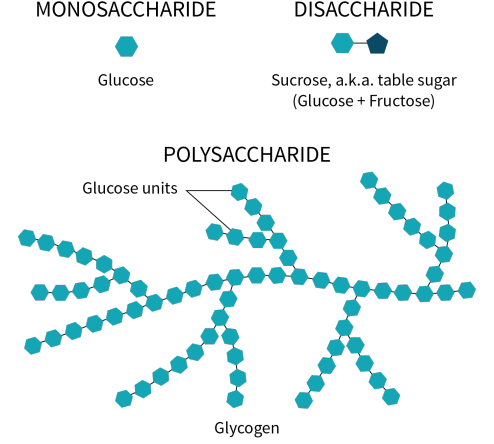 MONOSACCHARIDE
DISACCHARIDE
Glucose
Sucrose, a.k.a. table sugar
(Glucose + Fructose)
POLYSACCHARIDE
Glucose units
Glycogen